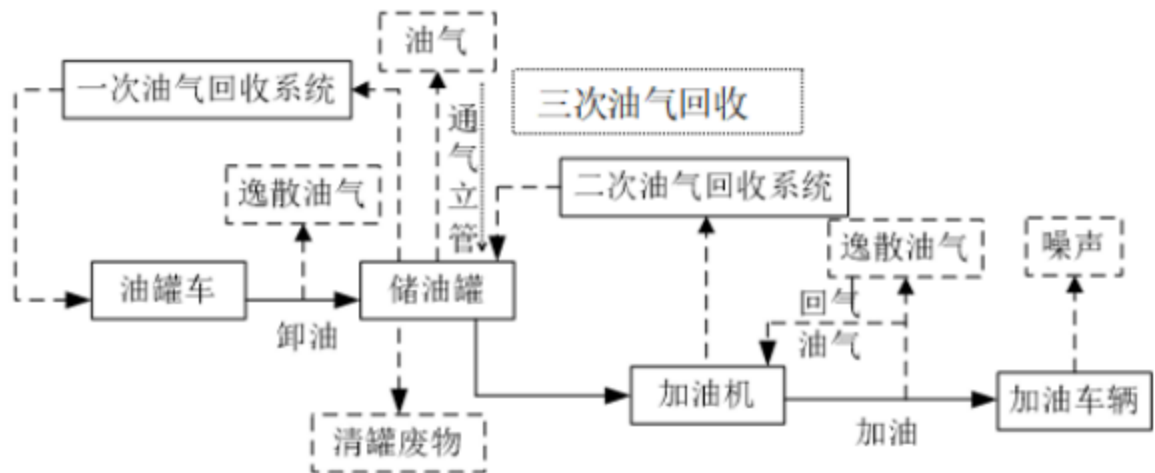 油气
一次油气回收系统
三次油气回收
通气立管
逸散油气
二次油气回收系统
逸散油气
噪声
油罐车
储油罐
回气
油气
卸油
加油机
加油车辆
加油
清罐废物